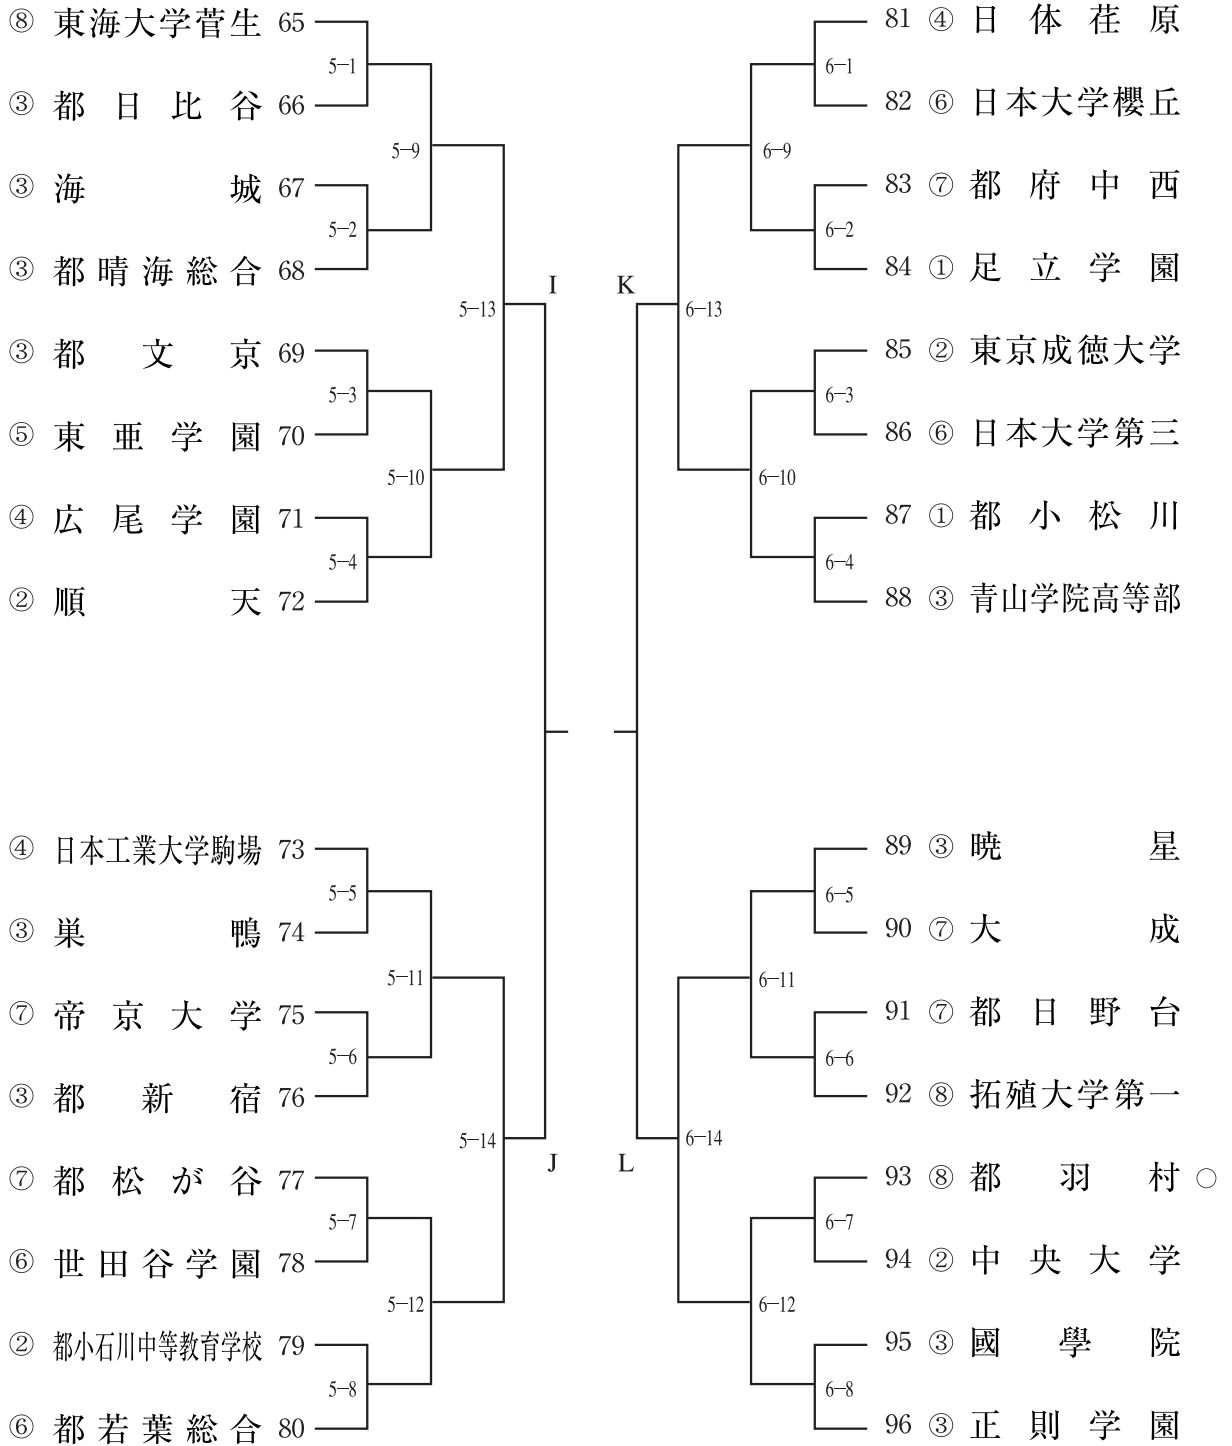 ⑧ 東海大学菅生 65
5-1
③ 都日比谷 66
5-9
③ 海城 67
5-2
③ 都晴海総合 68
I
5-13
③ 都文京 69
5-3
⑤ 東亜学園 70
5-10
④ 広尾学園 71
5-4
② 順天 72
④ 日本工業大学駒場 73
5-5
③ 巣鴨 74
5-11
⑦ 帝京大学 75
5-6
③ 都新宿 76
5-14
J
⑦ 都松が谷 77
5-7
⑥ 世田谷学園 78
5-12
② 都小石川中等教育学校 79
5-8
⑥ 都若葉総合 80
81 ④ 日体荏原
6-1
82 ⑥ 日本大学櫻丘
6-9
83 ⑦ 都府中西
6-2
84 ① 足立学園
K
6-13
85 ② 東京成徳大学
6-3
86 ⑥ 日本大学第三
6-10
87 ① 都小松川
6-4
88 ③ 青山学院高等部
89 ③ 暁星
6-5
90 ⑦ 大成
6-11
91 ⑦ 都日野台
6-6
92 ⑧ 拓殖大学第一
6-14
L
93 ⑧ 都羽村 ○
6-7
94 ② 中央大学
6-12
95 ③ 國學院
6-8
96 ③ 正則学園